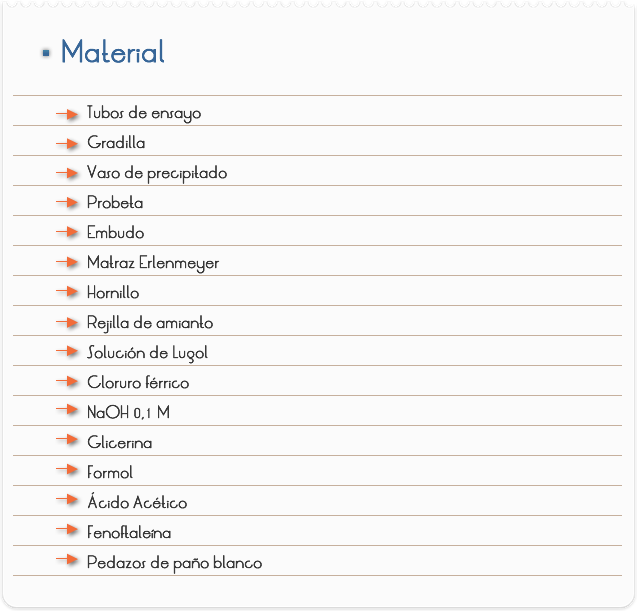 Material
Tubos de ensayo
Gradilla
Vaso de precipitado
Probeta
Embudo
Matraz Erlenmeyer
Hornillo
Rejilla de amianto
Solución de Lugol
Cloruro férrico
NaOH 0,1 M
Glicerina
Formol
Ácido Acético
Fenoftaleína
Pedazos de paño blanco